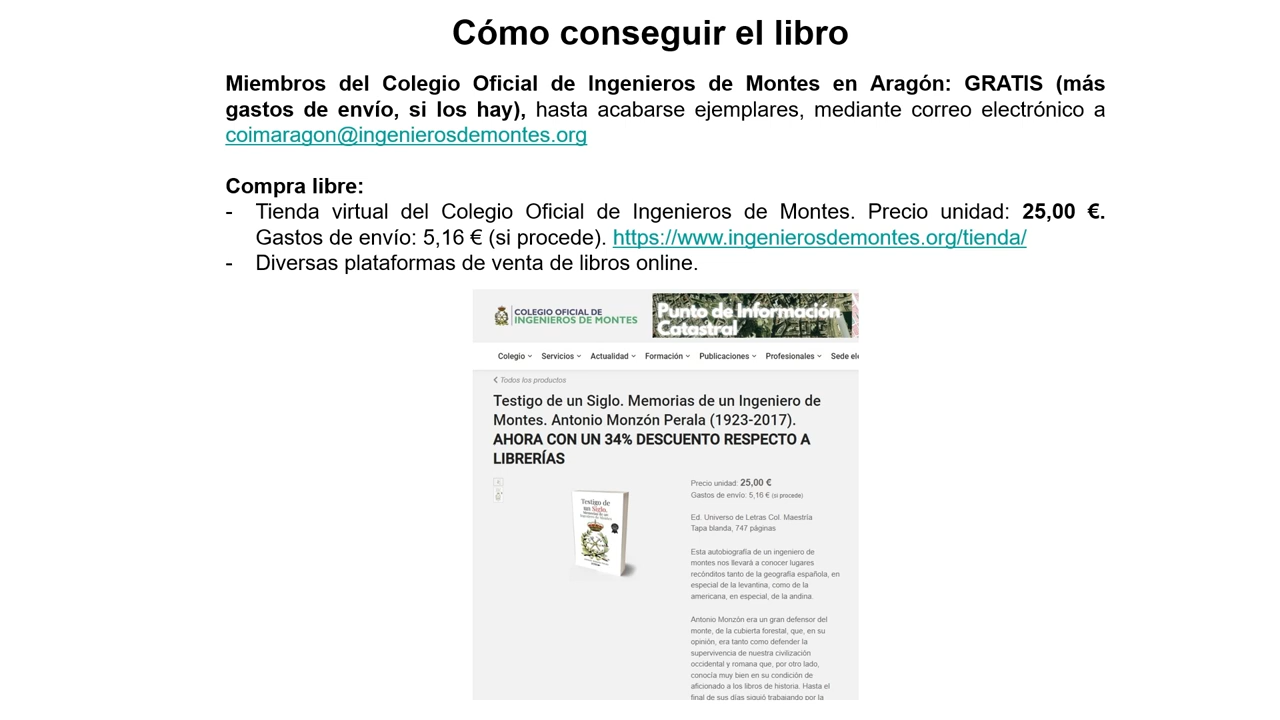 Cómo conseguir el libro
Miembros del Colegio Oficial de Ingenieros de Montes en Aragón: GRATIS (más
gastos de envío, si los hay), hasta acabarse ejemplares, mediante correo electrónico a
coimaragon@ingenierosdemontes.org
Compra libre:
- Tienda virtual del Colegio Oficial de Ingenieros de Montes. Precio unidad: 25,00 €.
Gastos de envío: 5,16 € (si procede). https://www.ingenierosdemontes.org/tienda/
- Diversas plataformas de venta de libros online.
COLEGIO OFICIAL DE
INGENIEROS DE MONTES
Punto de Información
Catastral
Colegio Servicios Actualidad Formación Publicaciones Profesionales Sede ele
Todos los productos
Testigo de un Siglo. Memorias de un Ingeniero de
Montes. Antonio Monzón Perala (1923-2017).
AHORA CON UN 34% DESCUENTO RESPECTO A
LIBRERÍAS
Testigo de
un Siglo.
Precio unidad: 25,00 €
Gastos de envío: 5,16 € (si procede)
Ed. Universo de Letras Col. Maestría
Tapa blanda, 747 páginas
Esta autobiografía de un ingeniero de
montes nos llevará a conocer lugares
recónditos tanto de la geografía española, en
especial de la levantina, como de la
americana, en especial, de la andina.
Antonio Monzón era un gran defensor del
monte, de la cubierta forestal, que, en su
opinión, era tanto como defender la
supervivencia de nuestra civilización
occidental y romana que, por otro lado,
conocía muy bien en su condición de
aficionado a los libros de historia. Hasta el
final de sus días siguió trabajando por la